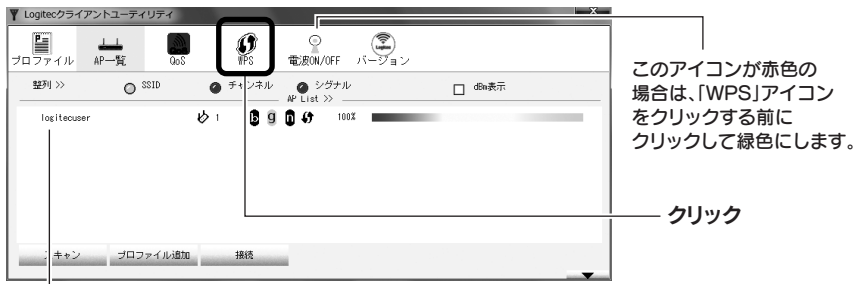 Logitecクライアントユーティリティ
プロファイル AP一覧 QoS WPS 電波ON/OFF バージョン
整列 >> SSID チャンネル シグナル dBm表示
AP List >>
logitecuser 1 b g n 100%
スキャン プロファイル追加 接続
このアイコンが赤色の
場合は、「WPS」アイコン
をクリックする前に
クリックして緑色にします。
クリック